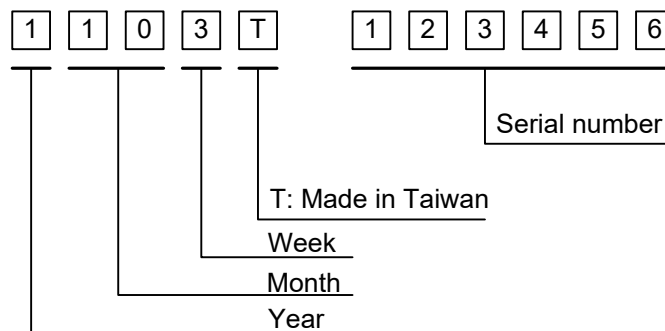 1 1 0 3 T 1 2 3 4 5 6
Serial number
T: Made in Taiwan
Week
Month
Year